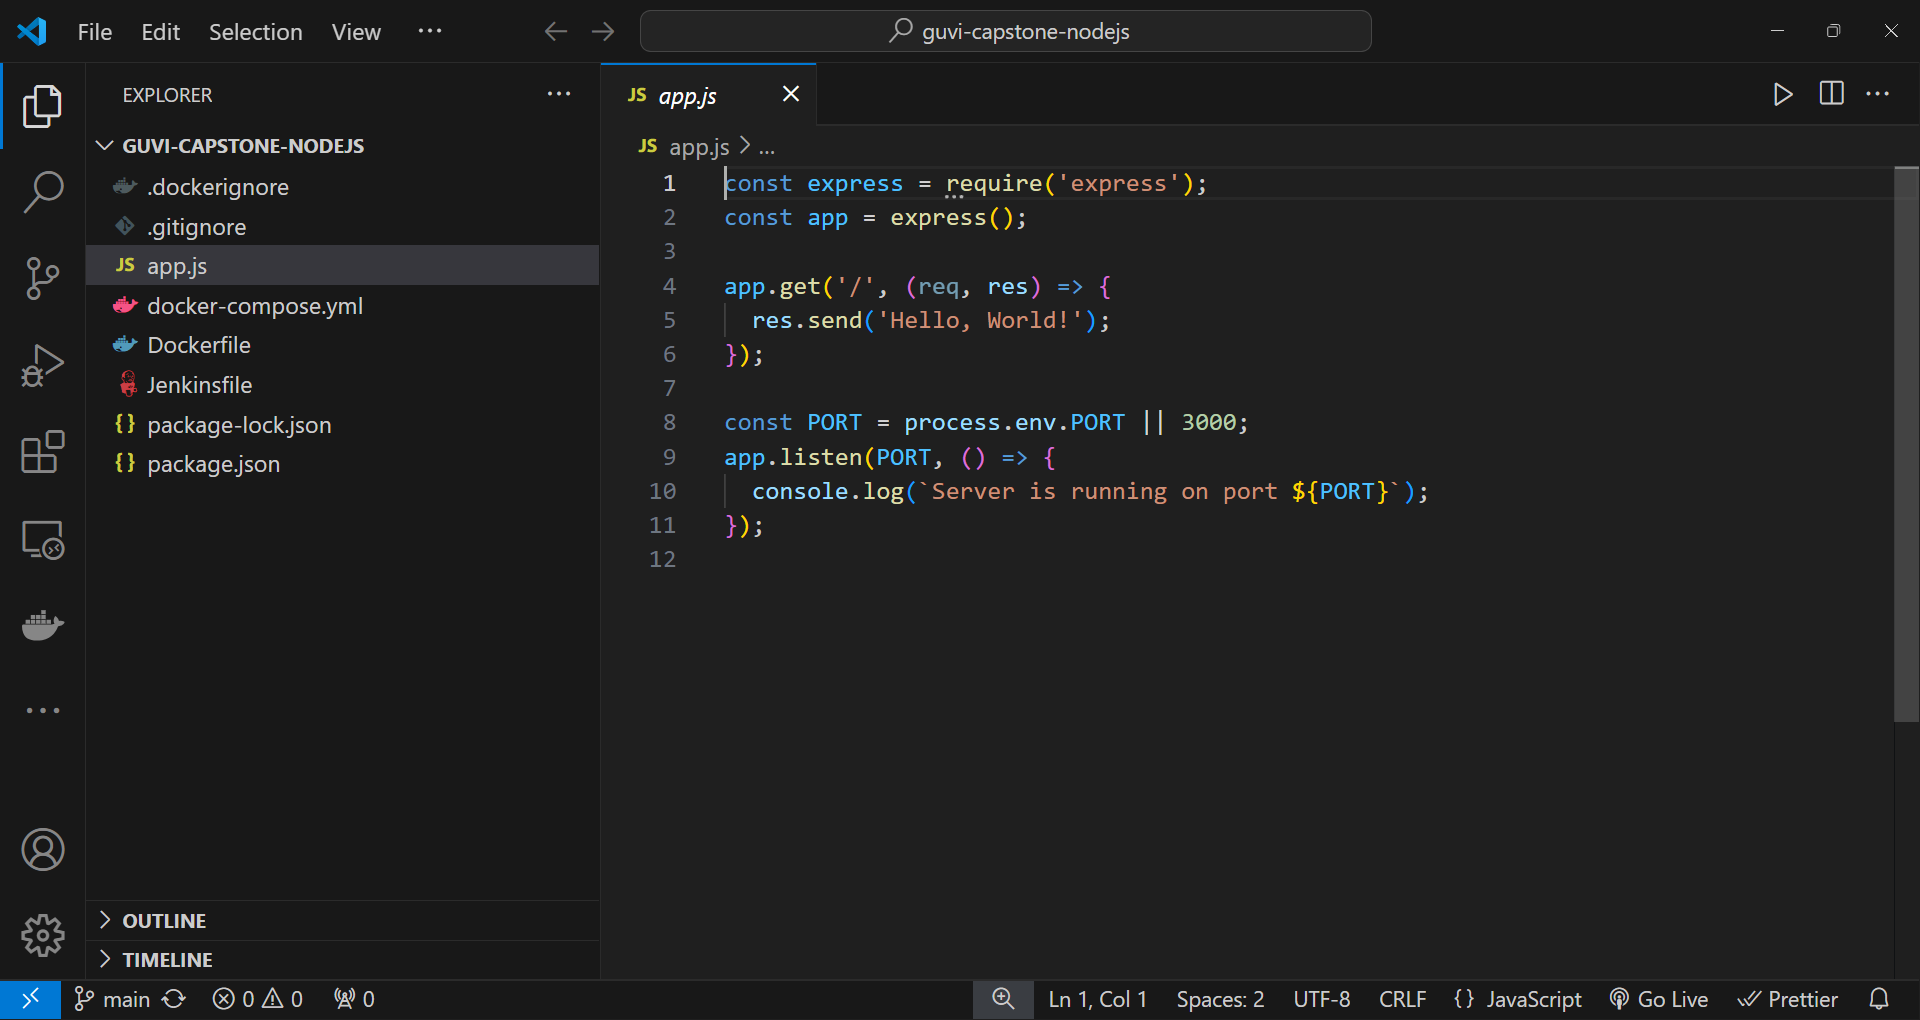 File Edit Selection View ··· guvi-capstone-nodejs
EXPLORER ···
GUVI-CAPSTONE-NODEJS
.dockerignore
.gitignore
JS app.js
docker-compose.yml
Dockerfile
Jenkinsfile
{} package-lock.json
{} package.json
OUTLINE
TIMELINE
JS app.js
JS app.js > ...
1 const express = require('express');
2 const app = express();
3
4 app.get('/', (req, res) => {
5   res.send('Hello, World!');
6 });
7
8 const PORT = process.env.PORT || 3000;
9 app.listen(PORT, () => {
10   console.log(`Server is running on port ${PORT}`);
11 });
12
main 0 0 0 Ln 1, Col 1 Spaces: 2 UTF-8 CRLF {} JavaScript Go Live Prettier